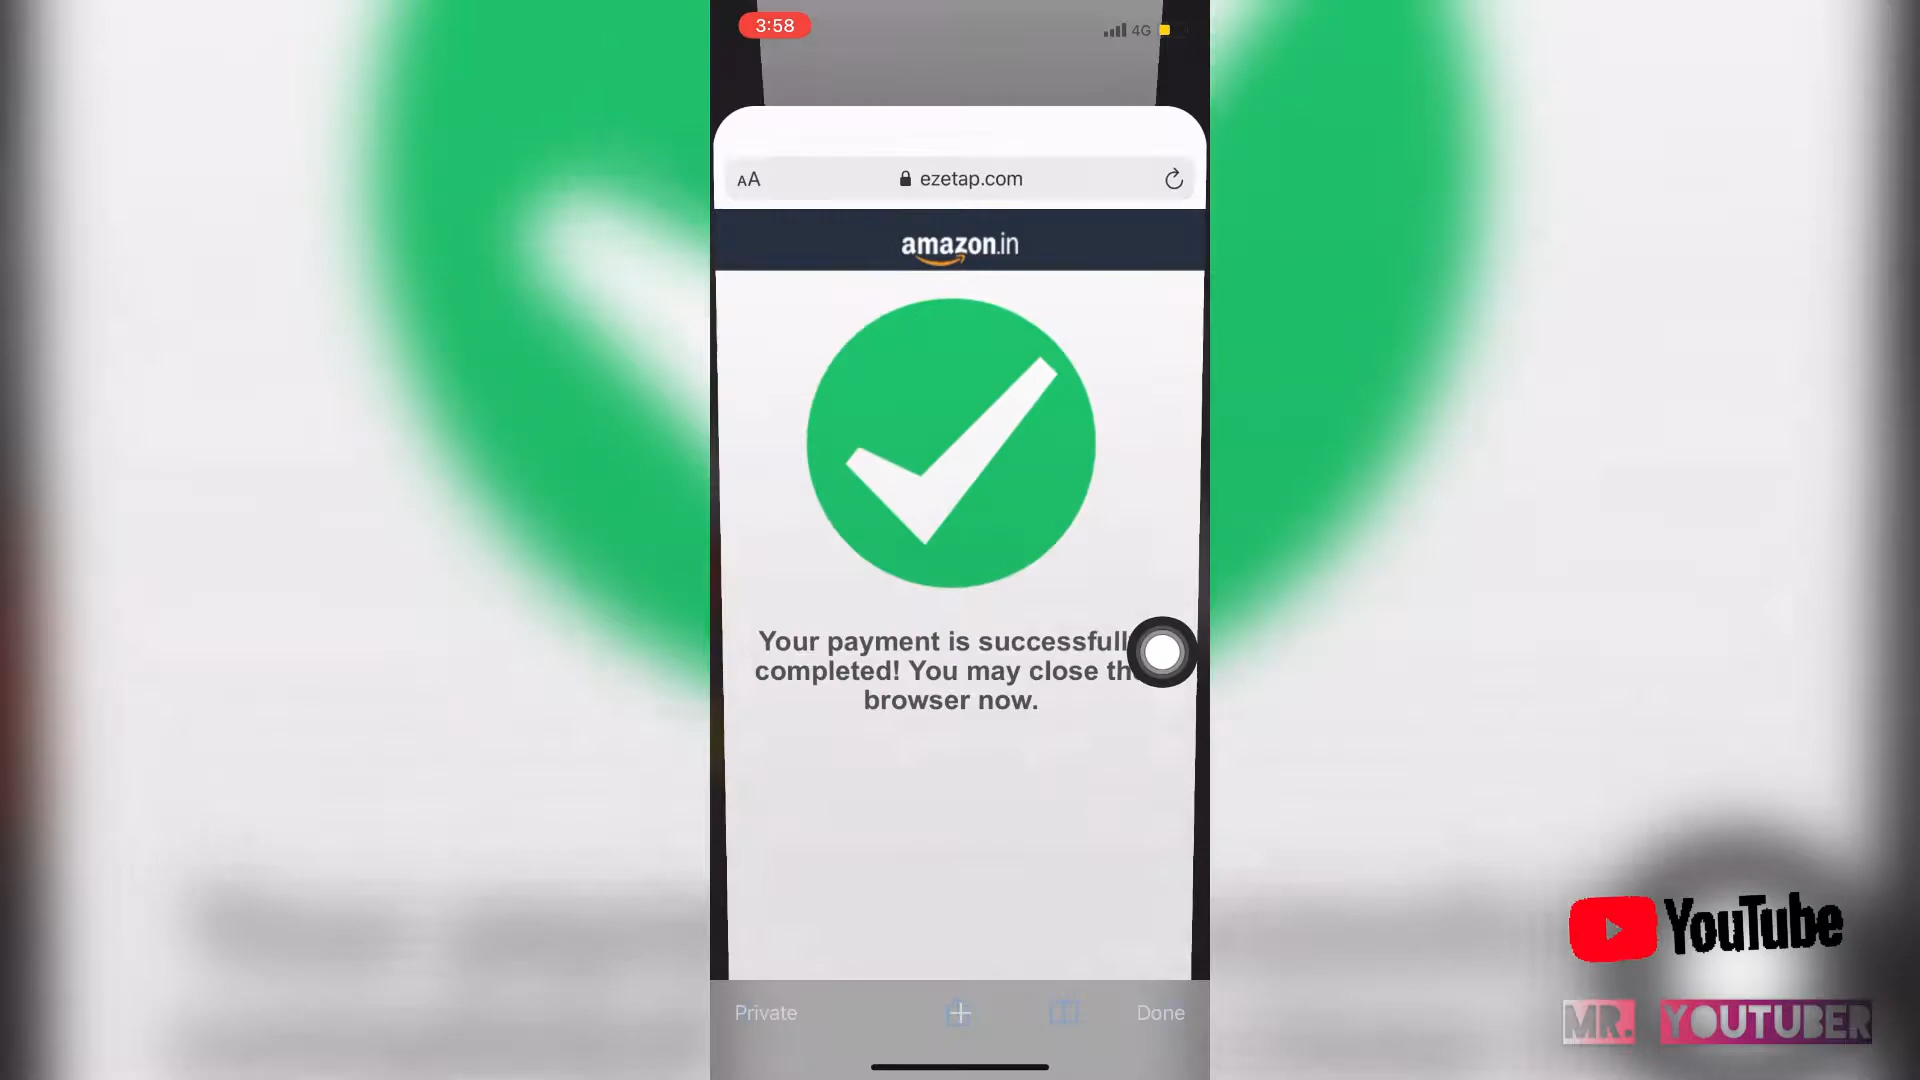 3:58
4G
AA
ezetap.com
amazon.in
Your payment is successfull
completed! You may close the
browser now.
Private
Done
YouTube
MR. YOUTUBER